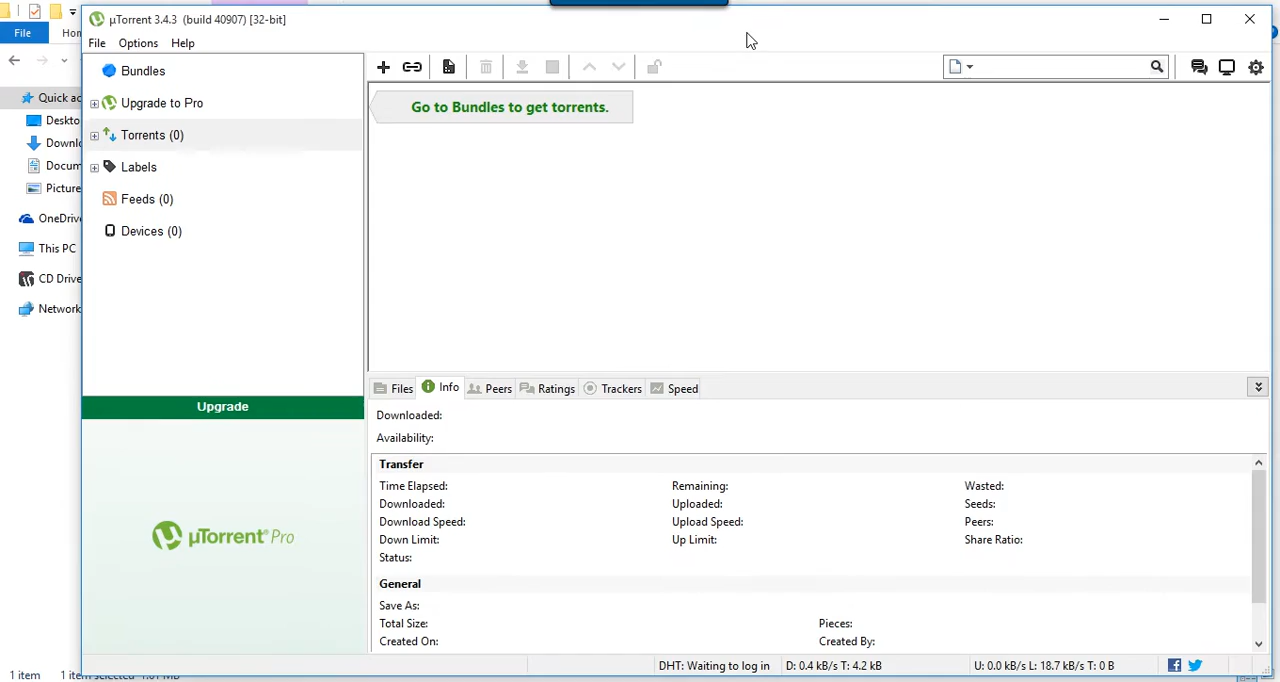 µTorrent 3.4.3 (build 40907) [32-bit]
File
Hom
File Options Help
Bundles
Upgrade to Pro
Torrents (0)
Labels
Feeds (0)
Devices (0)
Quick ac
Deskto
Downl
Docum
Picture
OneDriv
This PC
CD Drive
Network
Go to Bundles to get torrents.
Upgrade
µTorrent® Pro
Files Info Peers Ratings Trackers Speed
Downloaded:
Availability:
Transfer
Time Elapsed: Remaining: Wasted:
Downloaded: Uploaded: Seeds:
Download Speed: Upload Speed: Peers:
Down Limit: Up Limit: Share Ratio:
Status:
General
Save As:
Total Size: Pieces:
Created On: Created By:
DHT: Waiting to log in D: 0.4 kB/s T: 4.2 kB U: 0.0 kB/s L: 18.7 kB/s T: 0 B
1 item